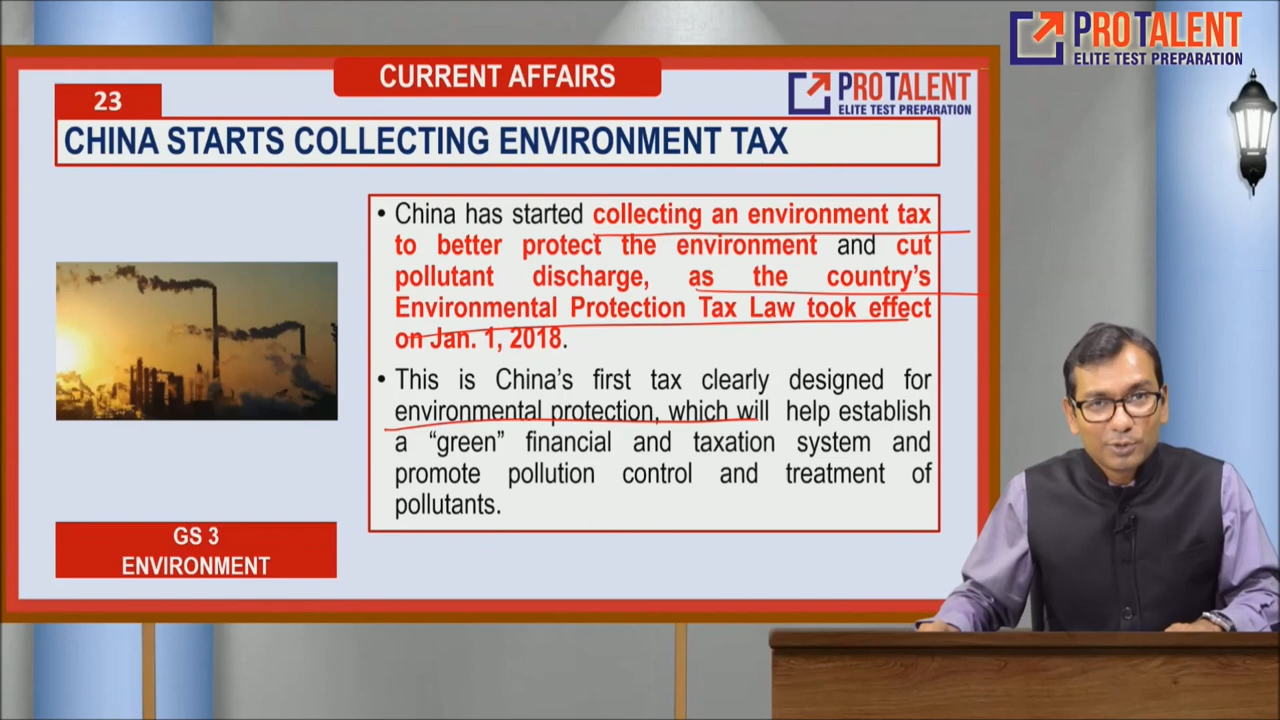 PROTALENT
ELITE TEST PREPARATION
CURRENT AFFAIRS
23
PROTALENT
ELITE TEST PREPARATION
CHINA STARTS COLLECTING ENVIRONMENT TAX
• China has started collecting an environment tax
to better protect the environment and cut
pollutant discharge, as the country's
Environmental Protection Tax Law took effect
on Jan. 1, 2018.
• This is China's first tax clearly designed for
environmental protection, which will help establish
a “green” financial and taxation system and
promote pollution control and treatment of
pollutants.
GS 3
ENVIRONMENT